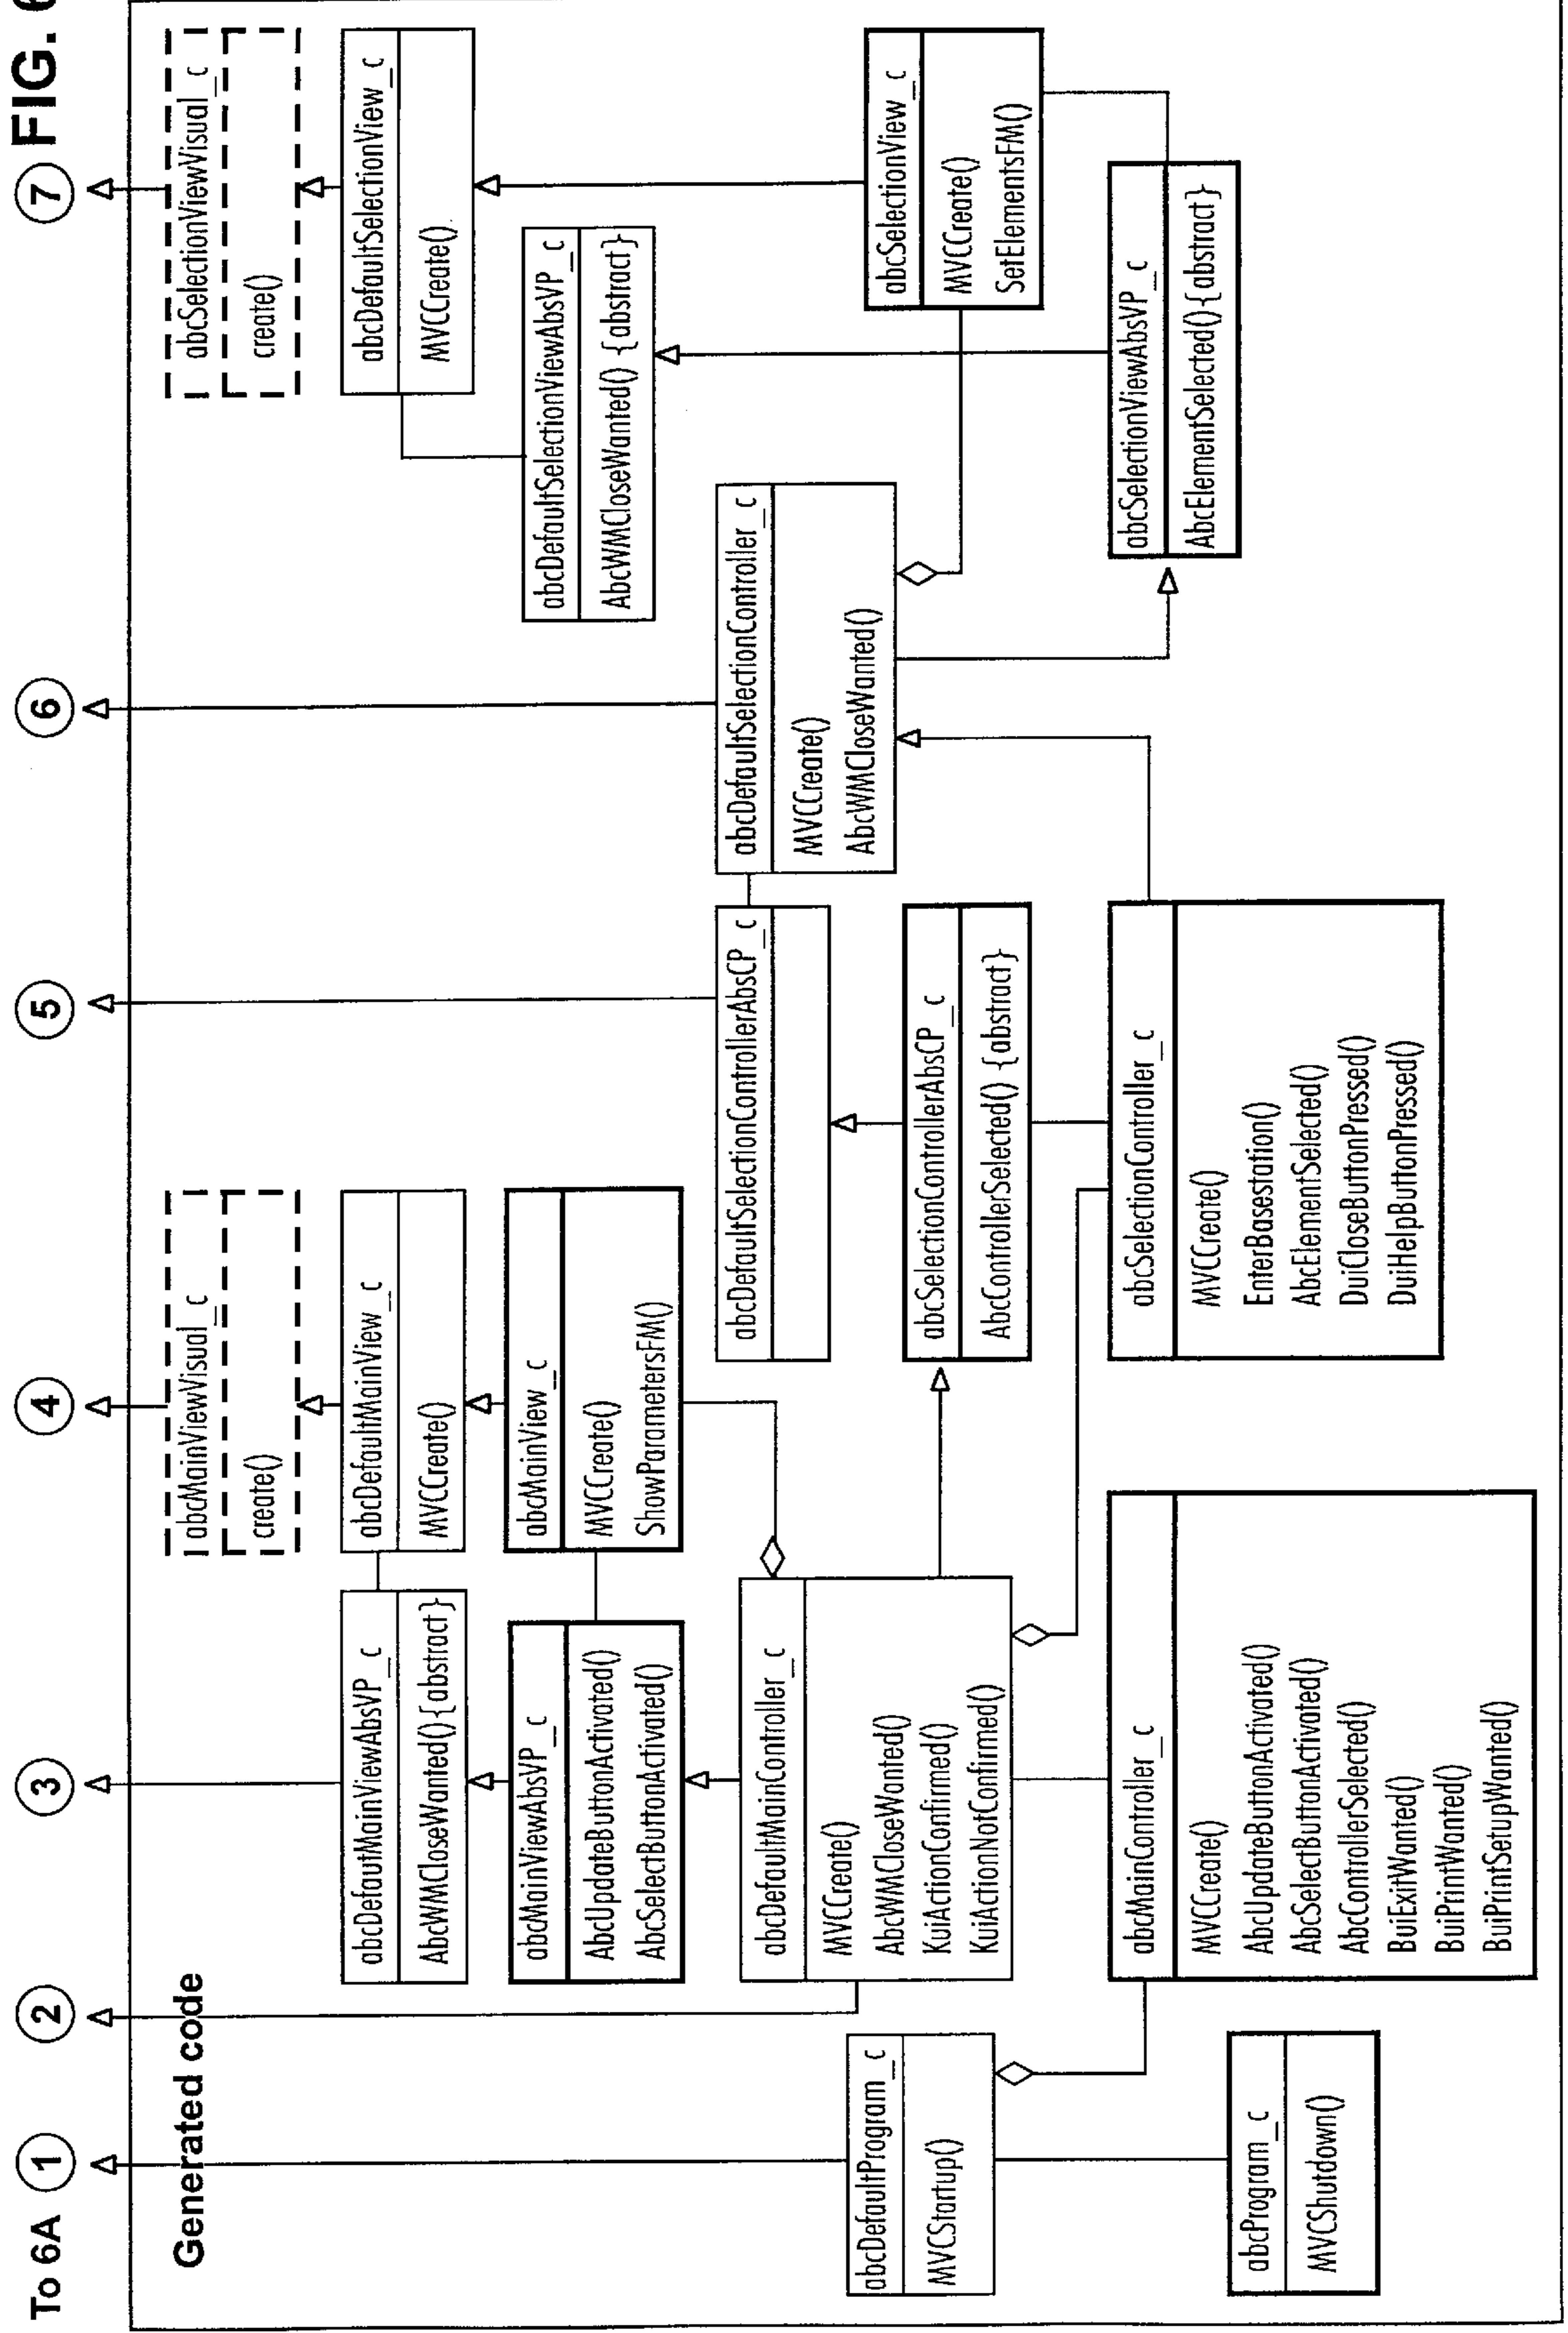 FIG. 6
To 6A
1
2
3
4
5
6
7
Generated code
abcMainViewVisual_c
create()
abcSelectionViewVisual_c
create()
abcDefautMainViewAbsVP_c
AbcWMCloseWanted(){abstract}
abcDefaultMainView_c
MVCCreate()
abcDefaultSelectionView_c
MVCCreate()
abcMainViewAbsVP_c
AbcUpdateButtonActivated()
AbcSelectButtonActivated()
abcMainView_c
MVCCreate()
ShowParametersFM()
abcDefaultSelectionViewAbsVP_c
AbcWMCloseWanted() {abstract}
abcDefaultMainController_c
MVCCreate()
AbcWMCloseWanted()
KuiActionConfirmed()
KuiActionNotConfirmed()
abcDefaultSelectionControllerAbsCP_c
abcDefaultSelectionController_c
MVCCreate()
AbcWMCloseWanted()
abcDefaultProgram_c
MVCStartup()
abcSelectionControllerAbsCP_c
AbcControllerSelected() {abstract}
abcSelectionView_c
MVCCreate()
SetElementsFM()
abcProgram_c
MVCShutdown()
abcMainController_c
MVCCreate()
AbcUpdateButtonActivated()
AbcSelectButtonActivated()
AbcControllerSelected()
BuiExitWanted()
BuiPrintWanted()
BuiPrintSetupWanted()
abcSelectionController_c
MVCCreate()
EnterBasestation()
AbcElementSelected()
DuiCloseButtonPressed()
DuiHelpButtonPressed()
abcSelectionViewAbsVP_c
AbcElementSelected(){abstract}